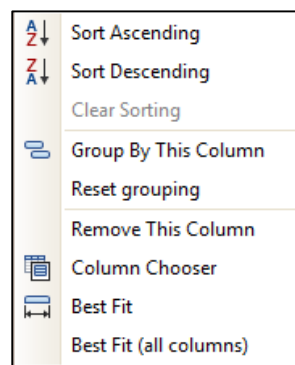 Sort Ascending
Sort Descending
Clear Sorting
Group By This Column
Reset grouping
Remove This Column
Column Chooser
Best Fit
Best Fit (all columns)